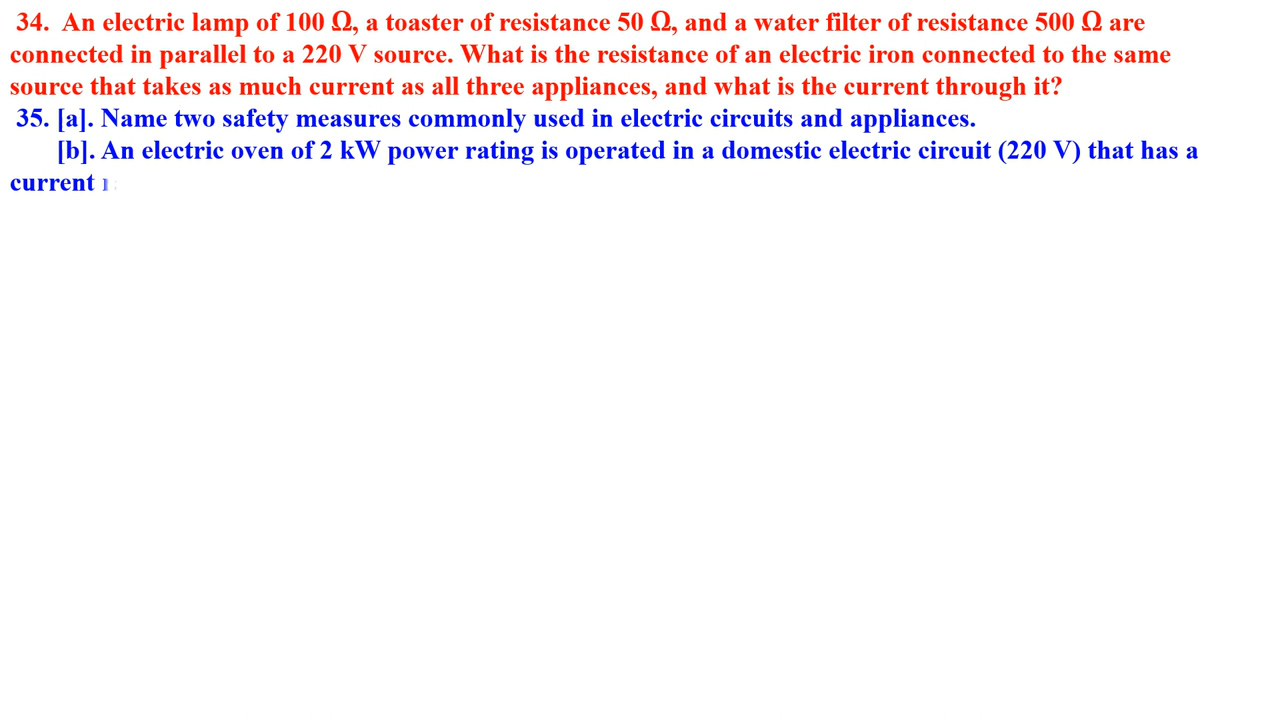 34. An electric lamp of 100 Ω, a toaster of resistance 50 Ω, and a water filter of resistance 500 Ω are
connected in parallel to a 220 V source. What is the resistance of an electric iron connected to the same
source that takes as much current as all three appliances, and what is the current through it?
35. [a]. Name two safety measures commonly used in electric circuits and appliances.
[b]. An electric oven of 2 kW power rating is operated in a domestic electric circuit (220 V) that has a
current